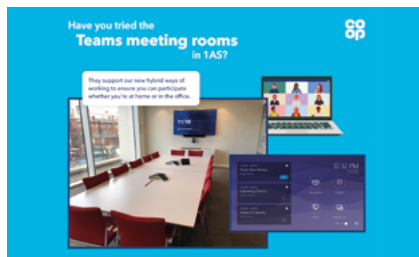 Have you tried the
Teams meeting rooms
in 1AS?
CO
OP
They support our new hybrid ways of
working to ensure you can participate
whether you're at home or in the office.
12:32 PM